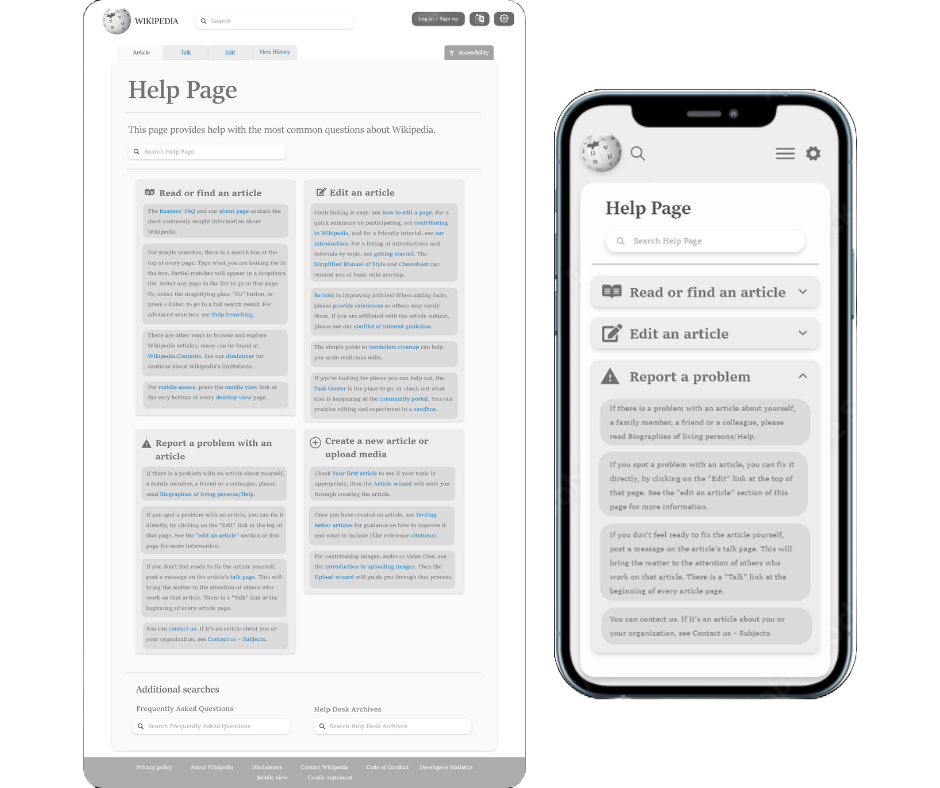 WIKIPEDIA
Search
Log in / Sign up
Article
Talk
Edit
View History
Accessibility
Help Page
This page provides help with the most common questions about Wikipedia.
Search Help Page
Read or find an article
The Readers' FAQ and our about page contain the
most commonly sought information about
Wikipedia.
For simple searches, there is a search box at the
top of every page. Type what you are looking for in
the box. Partial matches will appear in a dropdown
list. Select any page in the list to go to that page.
Or, select the magnifying glass "Go" button, or
press ↵ Enter, to go to a full search result. For
advanced searches, see Help:Searching.
There are other ways to browse and explore
Wikipedia articles; many can be found at
Wikipedia:Contents. See our disclaimer for
cautions about Wikipedia's limitations.
For mobile access, press the mobile view link at
the very bottom of every desktop view page.
Edit an article
Contributing is easy: see how to edit a page. For a
quick summary on participating, see contributing
to Wikipedia, and for a friendly tutorial, see our
introduction. For a listing of introductions and
tutorials by topic, see getting started. The
Simplified Manual of Style and Cheatsheet can
remind you of basic wiki markup.
Be bold in improving articles! When adding facts,
please provide references so others may verify
them. If you are affiliated with the article subject,
please see our conflict of interest guideline.
The simple guide to vandalism cleanup can help
you undo malicious edits.
If you're looking for places you can help out, the
Task Center is the place to go, or check out what
else is happening at the community portal. You can
practice editing and experiment in a sandbox.
Report a problem with an
article
If there is a problem with an article about yourself,
a family member, a friend or a colleague, please
read Biographies of living persons/Help.
If you spot a problem with an article, you can fix it
directly, by clicking on the "Edit" link at the top of
that page. See the "edit an article" section of this
page for more information.
If you don't feel ready to fix the article yourself,
post a message on the article's talk page. This will
bring the matter to the attention of others who
work on that article. There is a "Talk" link at the
beginning of every article page.
You can contact us. If it's an article about you or
your organization, see Contact us – Subjects.
Create a new article or
upload media
Check Your first article to see if your topic is
appropriate, then the Article wizard will walk you
through creating the article.
Once you have created an article, see Writing
better articles for guidance on how to improve it
and what to include (like reference citations).
For contributing images, audio or video files, see
the introduction to uploading images. Then the
Upload wizard will guide you through that process.
Additional searches
Frequently Asked Questions
Search Frequently Asked Questions
Help Desk Archives
Search Help Desk Archives
Privacy policy
About Wikipedia
Disclaimers
Contact Wikipedia
Code of Conduct
Developers Statistics
Mobile view
Cookie statement
Help Page
Search Help Page
Read or find an article
Edit an article
Report a problem
If there is a problem with an article about yourself,
a family member, a friend or a colleague, please
read Biographies of living persons/Help.
If you spot a problem with an article, you can fix it
directly, by clicking on the "Edit" link at the top of
that page. See the "edit an article" section of this
page for more information.
If you don't feel ready to fix the article yourself,
post a message on the article's talk page. This will
bring the matter to the attention of others who
work on that article. There is a "Talk" link at the
beginning of every article page.
You can contact us. If it's an article about you or
your organization, see Contact us – Subjects.